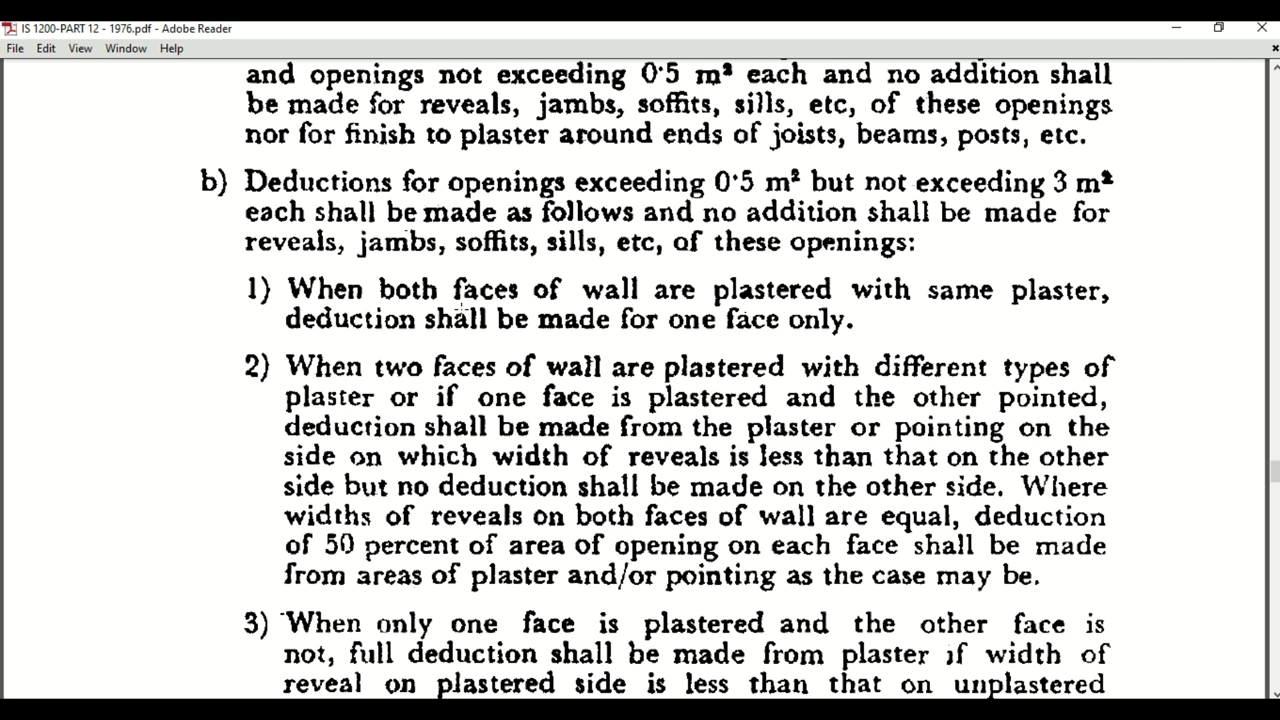 IS 1200-PART 12 - 1976.pdf - Adobe Reader
File Edit View Window Help
and openings not exceeding 0·5 m² each and no addition shall
be made for reveals, jambs, soffits, sills, etc, of these openings
nor for finish to plaster around ends of joists, beams, posts, etc.
b) Deductions for openings exceeding 0·5 m² but not exceeding 3 m²
each shall be made as follows and no addition shall be made for
reveals, jambs, soffits, sills, etc, of these openings:
1) When both faces of wall are plastered with same plaster,
deduction shall be made for one face only.
2) When two faces of wall are plastered with different types of
plaster or if one face is plastered and the other pointed,
deduction shall be made from the plaster or pointing on the
side on which width of reveals is less than that on the other
side but no deduction shall be made on the other side. Where
widths of reveals on both faces of wall are equal, deduction
of 50 percent of area of opening on each face shall be made
from areas of plaster and/or pointing as the case may be.
3) When only one face is plastered and the other face is
not, full deduction shall be made from plaster if width of
reveal on plastered side is less than that on unplastered